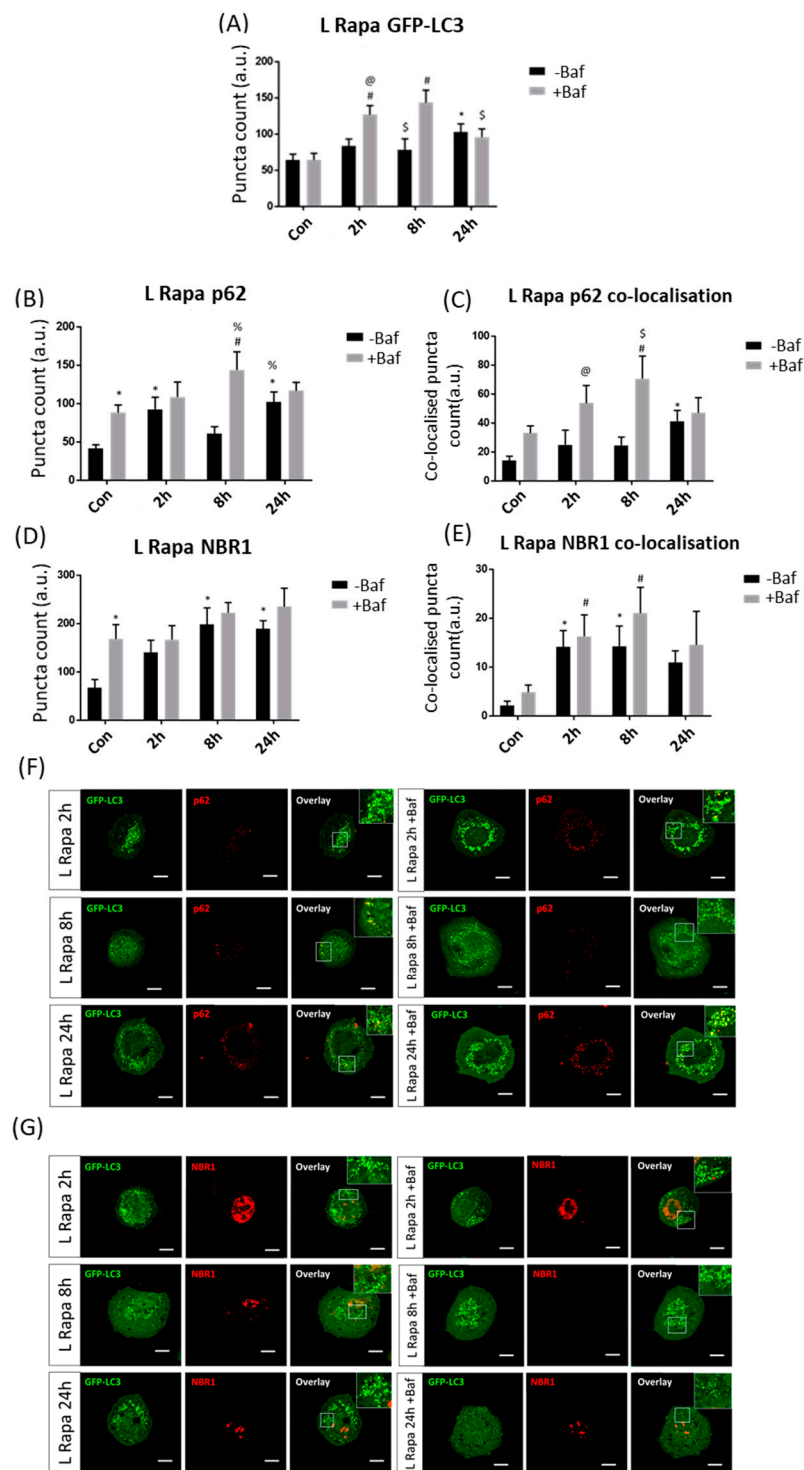 (A)
L Rapa GFP-LC3
Puncta count (a.u.)
200
150
100
50
0
@
#
$
#
*
$
Con
2h
8h
24h
-Baf
+Baf
(B)
L Rapa p62
Puncta count (a.u.)
200
150
100
50
0
*
*
%
#
%
*
Con
2h
8h
24h
-Baf
+Baf
(C)
L Rapa p62 co-localisation
Co-localised puncta
count(a.u.)
100
80
60
40
20
0
@
$
#
*
Con
2h
8h
24h
-Baf
+Baf
(D)
L Rapa NBR1
Puncta count (a.u.)
300
200
100
0
*
*
*
Con
2h
8h
24h
-Baf
+Baf
(E)
L Rapa NBR1 co-localisation
Co-localised puncta
count(a.u.)
30
20
10
0
*
#
*
#
Con
2h
8h
24h
-Baf
+Baf
(F)
L Rapa 2h
GFP-LC3
p62
Overlay
L Rapa 2h +Baf
GFP-LC3
p62
Overlay
L Rapa 8h
GFP-LC3
p62
Overlay
L Rapa 8h +Baf
GFP-LC3
p62
Overlay
L Rapa 24h
GFP-LC3
p62
Overlay
L Rapa 24h +Baf
GFP-LC3
p62
Overlay
(G)
L Rapa 2h
GFP-LC3
NBR1
Overlay
L Rapa 2h +Baf
GFP-LC3
NBR1
Overlay
L Rapa 8h
GFP-LC3
NBR1
Overlay
L Rapa 8h +Baf
GFP-LC3
NBR1
Overlay
L Rapa 24h
GFP-LC3
NBR1
Overlay
L Rapa 24h +Baf
GFP-LC3
NBR1
Overlay